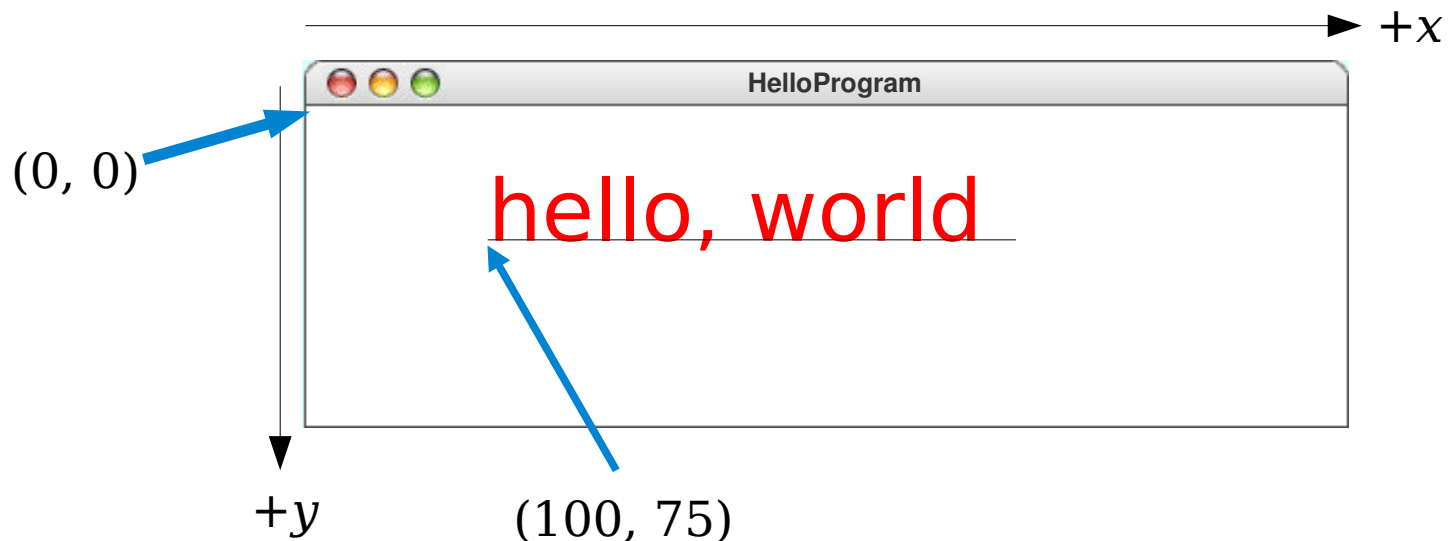 +x
HelloProgram
(0, 0)
hello, world
+y
(100, 75)